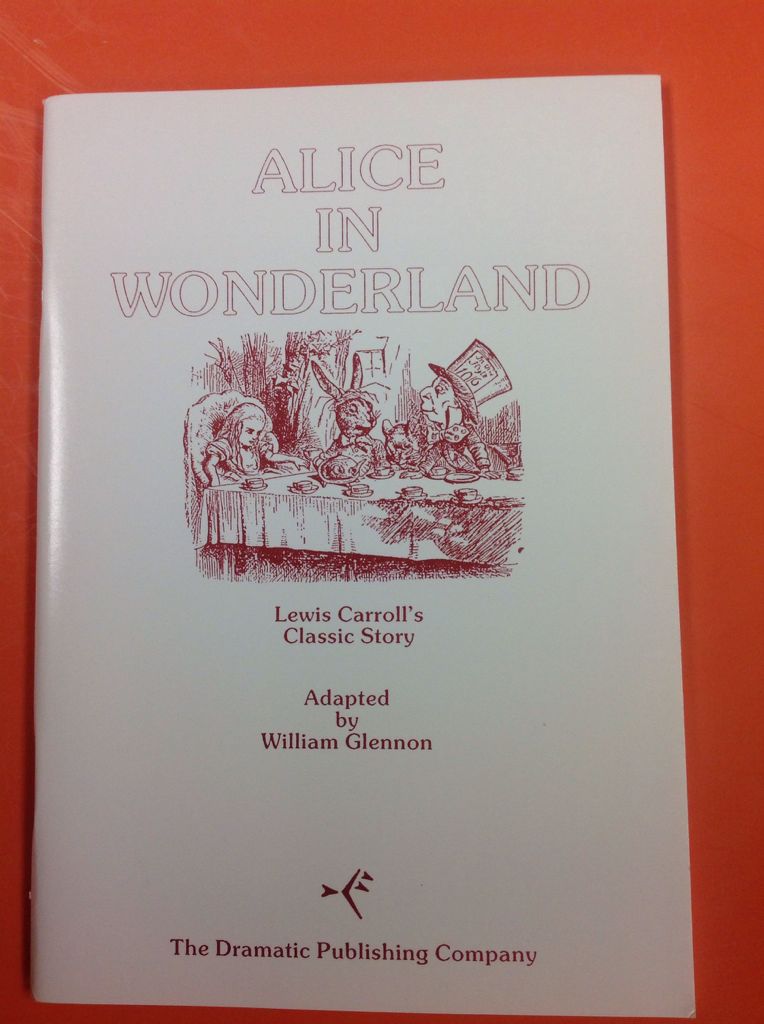 ALICE
IN
WONDERLAND
Lewis Carroll's
Classic Story
Adapted
by
William Glennon
The Dramatic Publishing Company